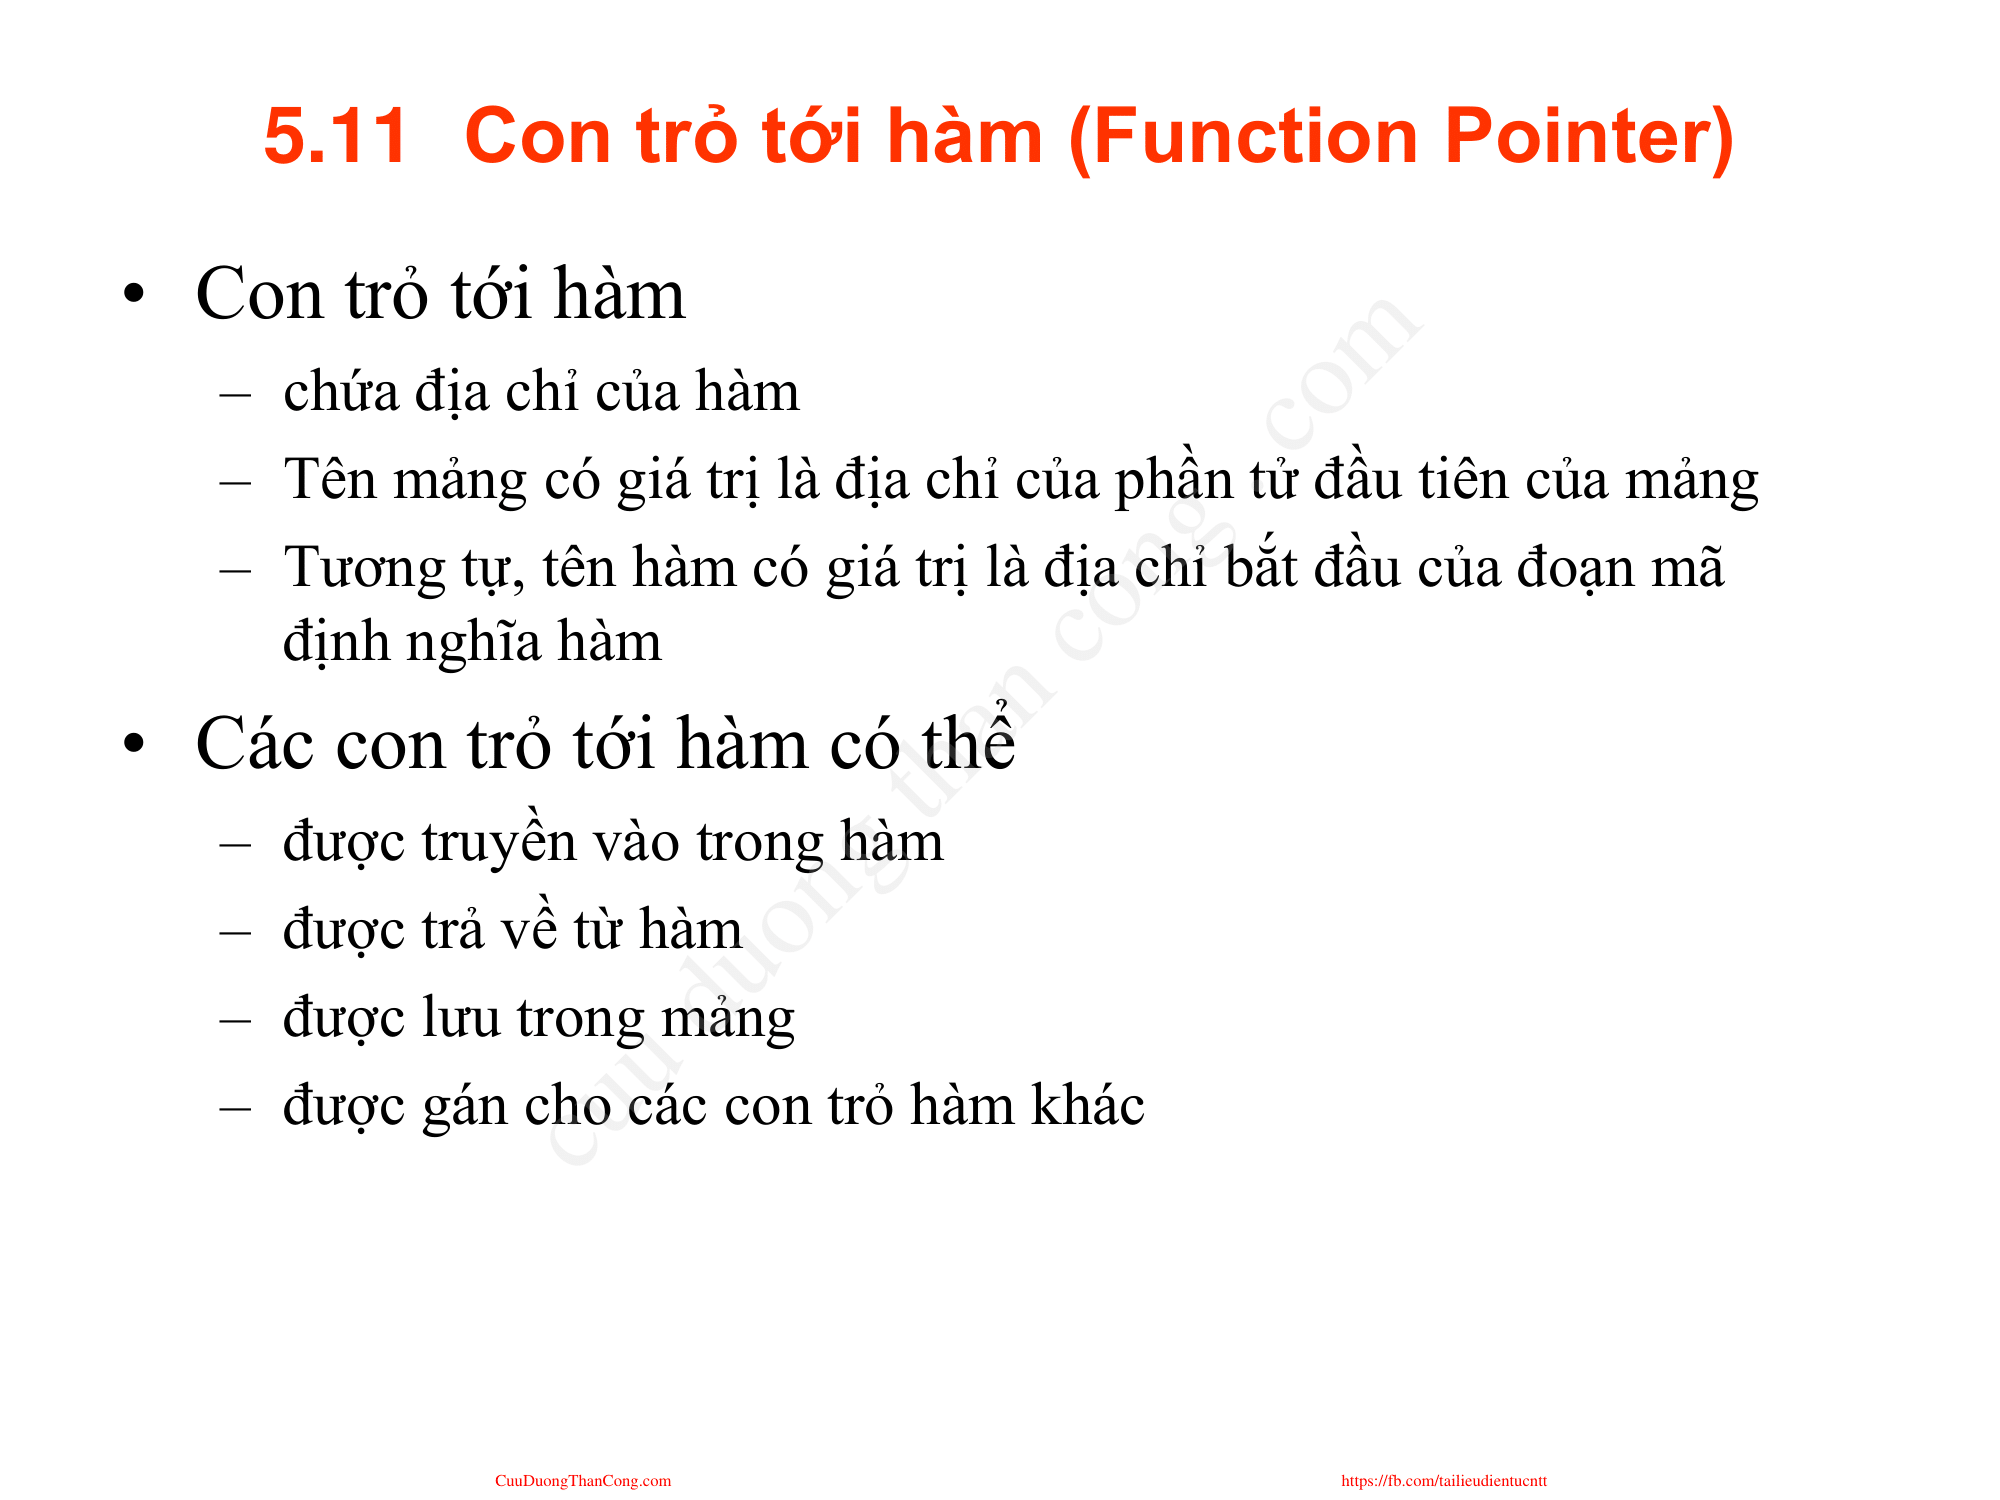 5.11 Con trỏ tới hàm (Function Pointer)
• Con trỏ tới hàm
– chứa địa chỉ của hàm
– Tên mảng có giá trị là địa chỉ của phần tử đầu tiên của mảng
– Tương tự, tên hàm có giá trị là địa chỉ bắt đầu của đoạn mã
định nghĩa hàm
• Các con trỏ tới hàm có thể
– được truyền vào trong hàm
– được trả về từ hàm
– được lưu trong mảng
– được gán cho các con trỏ hàm khác
cuu duong than cong . com
CuuDuongThanCong.com
https://fb.com/tailieudientucntt